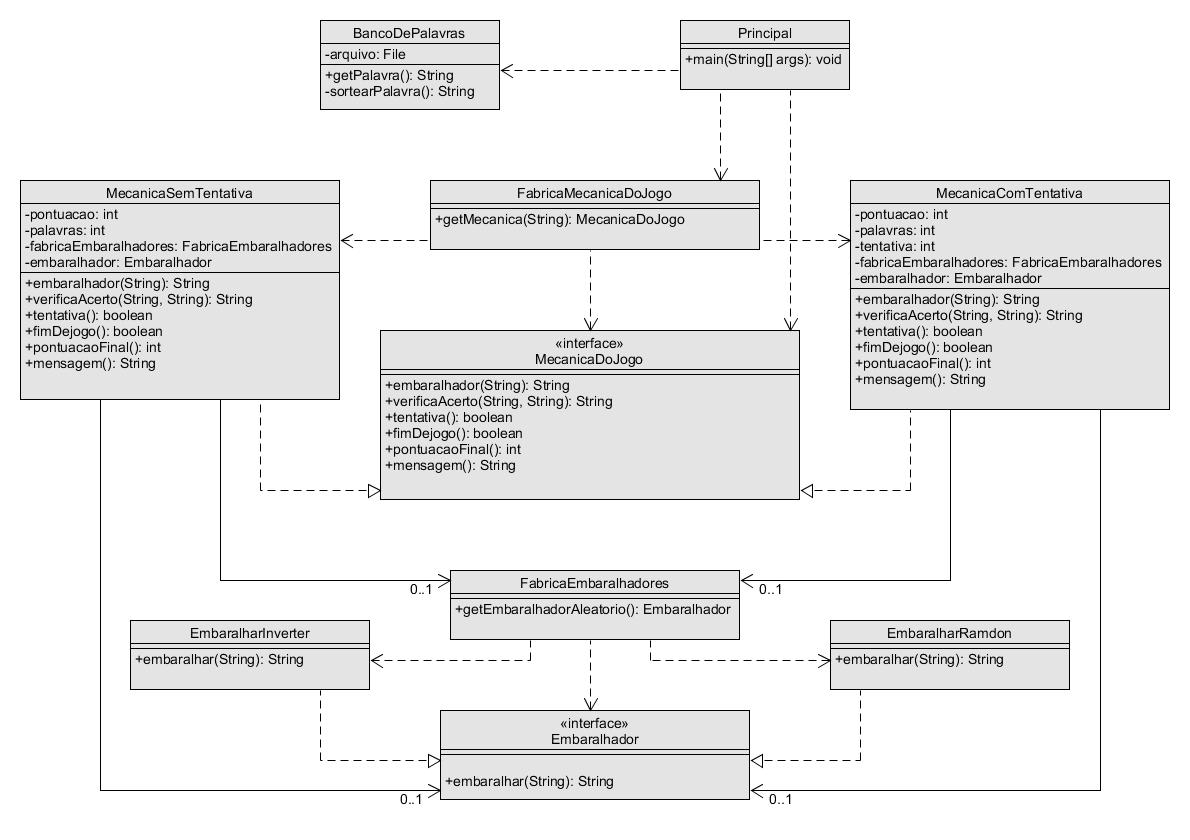 BancoDePalavras
-arquivo: File
+getPalavra(): String
-sortearPalavra(): String
Principal
+main(String[] args): void
MecanicaSemTentativa
-pontuacao: int
-palavras: int
-fabricaEmbaralhadores: FabricaEmbaralhadores
-embaralhador: Embaralhador
+embaralhador(String): String
+verificaAcerto(String, String): String
+tentativa(): boolean
+fimDejogo(): boolean
+pontuacaoFinal(): int
+mensagem(): String
FabricaMecanicaDoJogo
+getMecanica(String): MecanicaDoJogo
MecanicaComTentativa
-pontuacao: int
-palavras: int
-tentativa: int
-fabricaEmbaralhadores: FabricaEmbaralhadores
-embaralhador: Embaralhador
+embaralhador(String): String
+verificaAcerto(String, String): String
+tentativa(): boolean
+fimDejogo(): boolean
+pontuacaoFinal(): int
+mensagem(): String
«interface»
MecanicaDoJogo
+embaralhador(String): String
+verificaAcerto(String, String): String
+tentativa(): boolean
+fimDejogo(): boolean
+pontuacaoFinal(): int
+mensagem(): String
0..1
FabricaEmbaralhadores
+getEmbaralhadorAleatorio(): Embaralhador
0..1
EmbaralharInverter
+embaralhar(String): String
EmbaralharRamdon
+embaralhar(String): String
«interface»
Embaralhador
+embaralhar(String): String
0..1
0..1